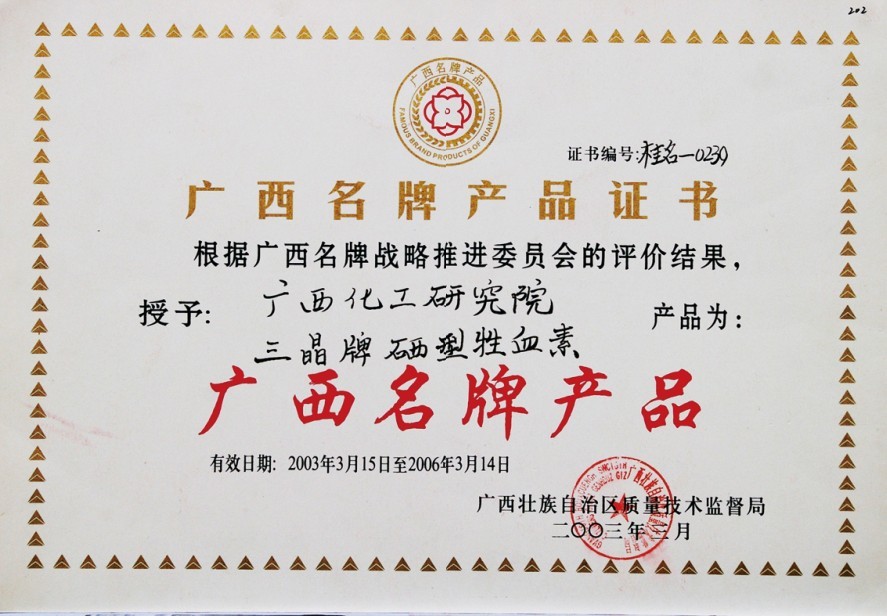 202
广西名牌产品
FAMOUS BRAND PRODUCTS OF GUANGXI
证书编号:桂名-0239
广西名牌产品证书
根据广西名牌战略推进委员会的评价结果，
授予: 广西化工研究院 产品为:
三晶牌硒型牲血素
广西名牌产品
有效日期: 2003年3月15日至2006年3月14日
广西壮族自治区质量技术监督局
二〇〇三年三月